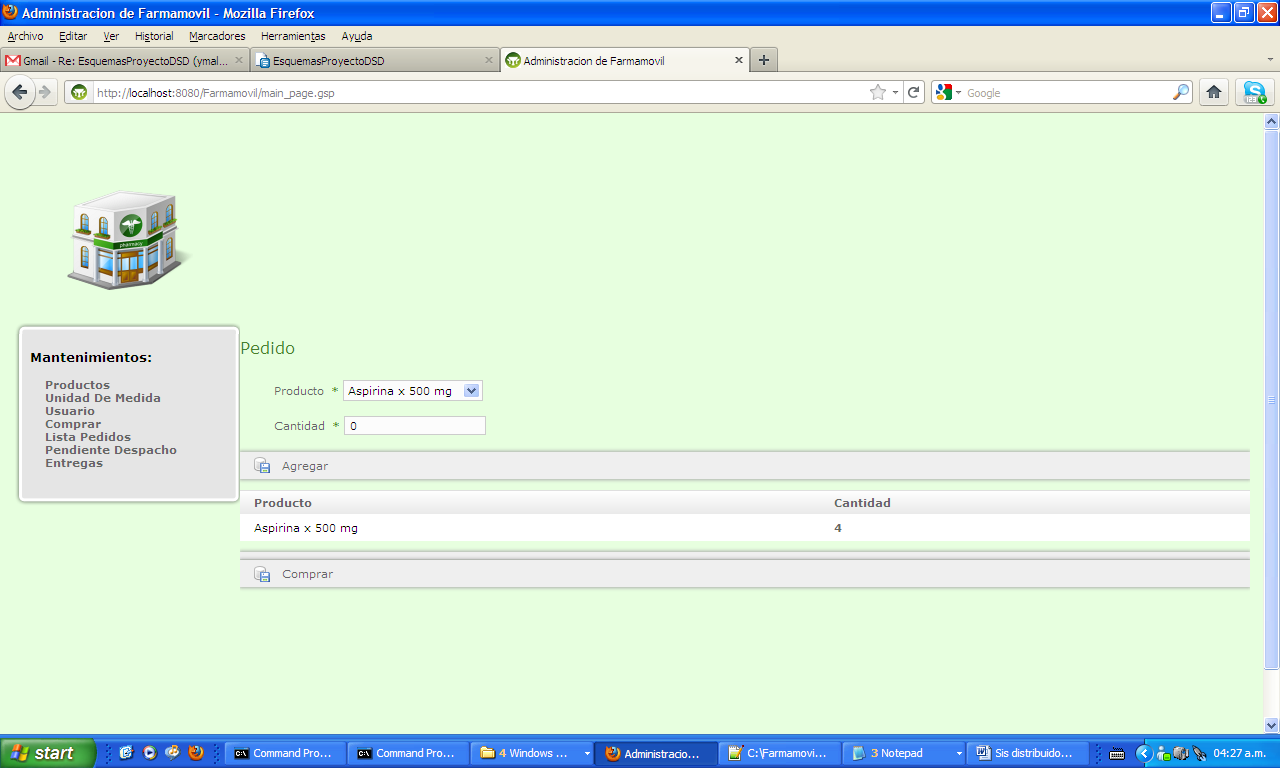 Administracion de Farmamovil - Mozilla Firefox
Archivo Editar Ver Historial Marcadores Herramientas Ayuda
Gmail - Re: EsquemasProyectoDSD (ymal... EsquemasProyectoDSD Administracion de Farmamovil
http://localhost:8080/Farmamovil/main_page.gsp Google
pharmacy
Mantenimientos:
Productos
Unidad De Medida
Usuario
Comprar
Lista Pedidos
Pendiente Despacho
Entregas
Pedido
Producto * Aspirina x 500 mg
Cantidad * 0
Agregar
Producto Cantidad
Aspirina x 500 mg 4
Comprar
start Command Pro... Command Pro... 4 Windows ... Administracio... C:\Farmamovi... 3 Notepad Sis distribuido... 04:27 a.m.